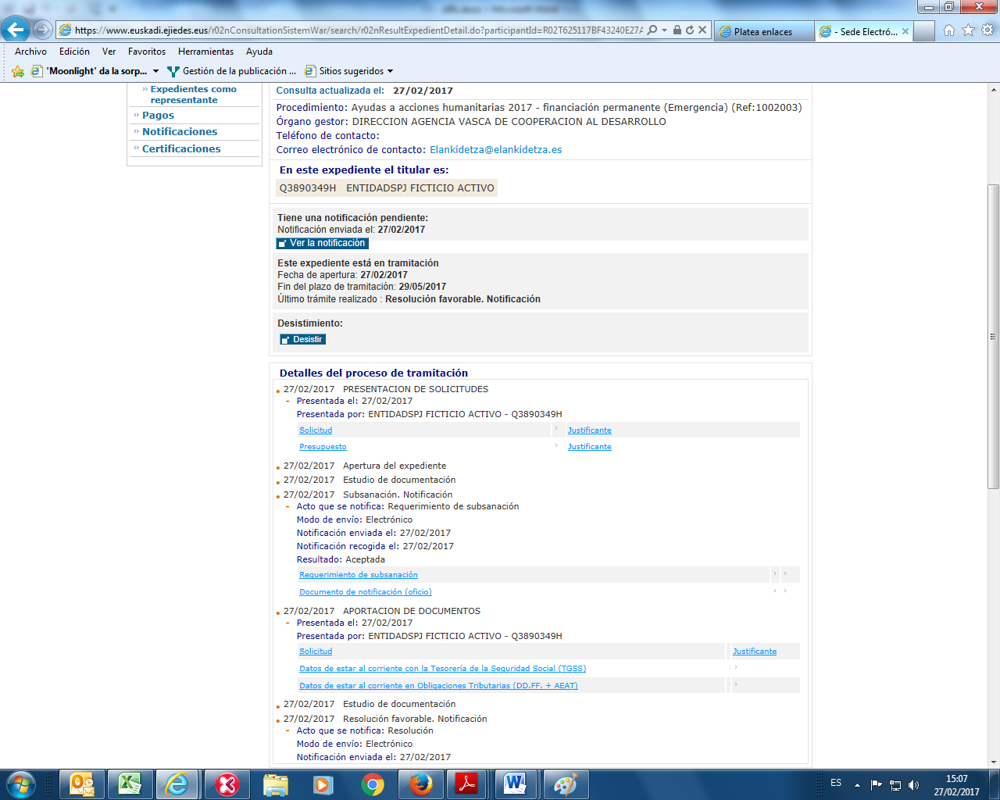 https://www.euskadi.ejiedes.eus/r02nConsultationSistemWar/search/r02nResultExpedientDetail.do?participantId=R02T625117BF43240E27A
Platea enlaces
- Sede Electró...
Archivo Edición Ver Favoritos Herramientas Ayuda
'Moonlight' da la sorp... Gestión de la publicación ... Sitios sugeridos
Expedientes como
representante
Pagos
Notificaciones
Certificaciones
Consulta actualizada el: 27/02/2017
Procedimiento: Ayudas a acciones humanitarias 2017 - financiación permanente (Emergencia) (Ref:1002003)
Órgano gestor: DIRECCION AGENCIA VASCA DE COOPERACION AL DESARROLLO
Teléfono de contacto:
Correo electrónico de contacto: Elankidetza@elankidetza.es
En este expediente el titular es:
Q3890349H ENTIDADSPJ FICTICIO ACTIVO
Tiene una notificación pendiente:
Notificación enviada el: 27/02/2017
Ver la notificación
Este expediente está en tramitación
Fecha de apertura: 27/02/2017
Fin del plazo de tramitación: 29/05/2017
Último trámite realizado : Resolución favorable. Notificación
Desistimiento:
Desistir
Detalles del proceso de tramitación
27/02/2017 PRESENTACION DE SOLICITUDES
- Presentada el: 27/02/2017
Presentada por: ENTIDADSPJ FICTICIO ACTIVO - Q3890349H
Solicitud Justificante
Presupuesto Justificante
27/02/2017 Apertura del expediente
27/02/2017 Estudio de documentación
27/02/2017 Subsanación. Notificación
- Acto que se notifica: Requerimiento de subsanación
Modo de envío: Electrónico
Notificación enviada el: 27/02/2017
Notificación recogida el: 27/02/2017
Resultado: Aceptada
Requerimiento de subsanación
Documento de notificación (oficio)
27/02/2017 APORTACION DE DOCUMENTOS
- Presentada el: 27/02/2017
Presentada por: ENTIDADSPJ FICTICIO ACTIVO - Q3890349H
Solicitud Justificante
Datos de estar al corriente con la Tesorería de la Seguridad Social (TGSS)
Datos de estar al corriente en Obligaciones Tributarias (DD.FF. + AEAT)
27/02/2017 Estudio de documentación
27/02/2017 Resolución favorable. Notificación
- Acto que se notifica: Resolución
Modo de envío: Electrónico
Notificación enviada el: 27/02/2017
ES
15:07
27/02/2017